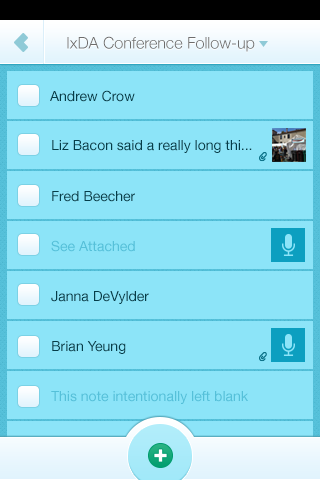 IxDA Conference Follow-up
Andrew Crow
Liz Bacon said a really long thi...
Fred Beecher
See Attached
Janna DeVylder
Brian Yeung
This note intentionally left blank